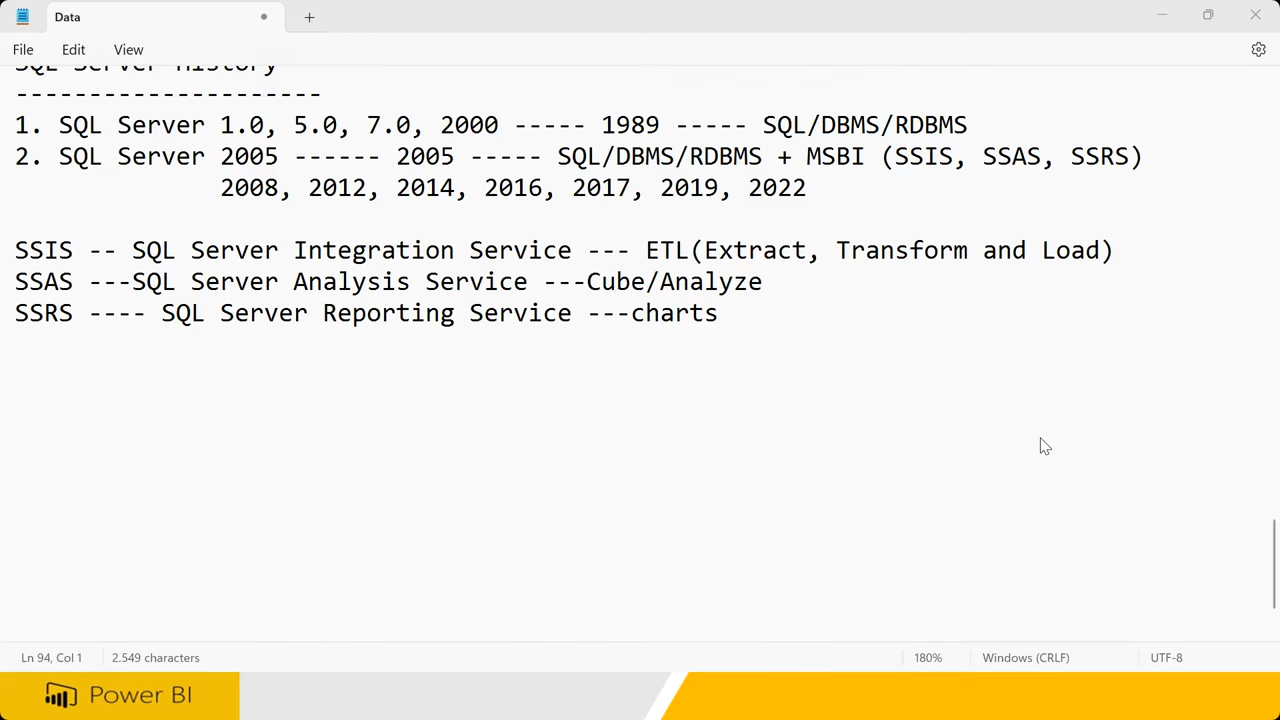 Data
File Edit View
SQL Server History
---------------------
1. SQL Server 1.0, 5.0, 7.0, 2000 ----- 1989 ----- SQL/DBMS/RDBMS
2. SQL Server 2005 ------ 2005 ----- SQL/DBMS/RDBMS + MSBI (SSIS, SSAS, SSRS)
2008, 2012, 2014, 2016, 2017, 2019, 2022
SSIS -- SQL Server Integration Service --- ETL(Extract, Transform and Load)
SSAS ---SQL Server Analysis Service ---Cube/Analyze
SSRS ---- SQL Server Reporting Service ---charts
Ln 94, Col 1 2.549 characters 180% Windows (CRLF) UTF-8
Power BI